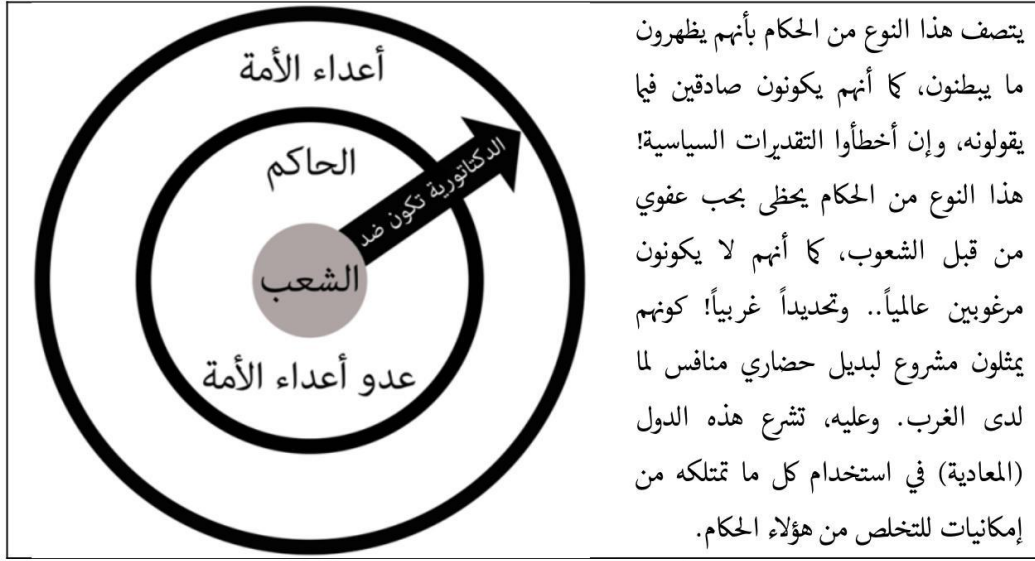 يتصف هذا النوع من الحكام بأنهم يظهرون
ما يبطنون، كما أنهم يكونون صادقين فيما
يقولونه، وإن أخطأوا التقديرات السياسية!
هذا النوع من الحكام يحظى بحب عفوي
من قبل الشعوب، كما أنهم لا يكونون
مرغوبين عالمياً.. وتحديداً غربياً! كونهم
يمثلون مشروع لبديل حضاري منافس لما
لدى الغرب. وعليه، تشرع هذه الدول
(المعادية) في استخدام كل ما تمتلكه من
إمكانيات للتخلص من هؤلاء الحكام.
أعداء الأمة
الحاكم
الدكتاتورية تكون ضد
الشعب
عدو أعداء الأمة